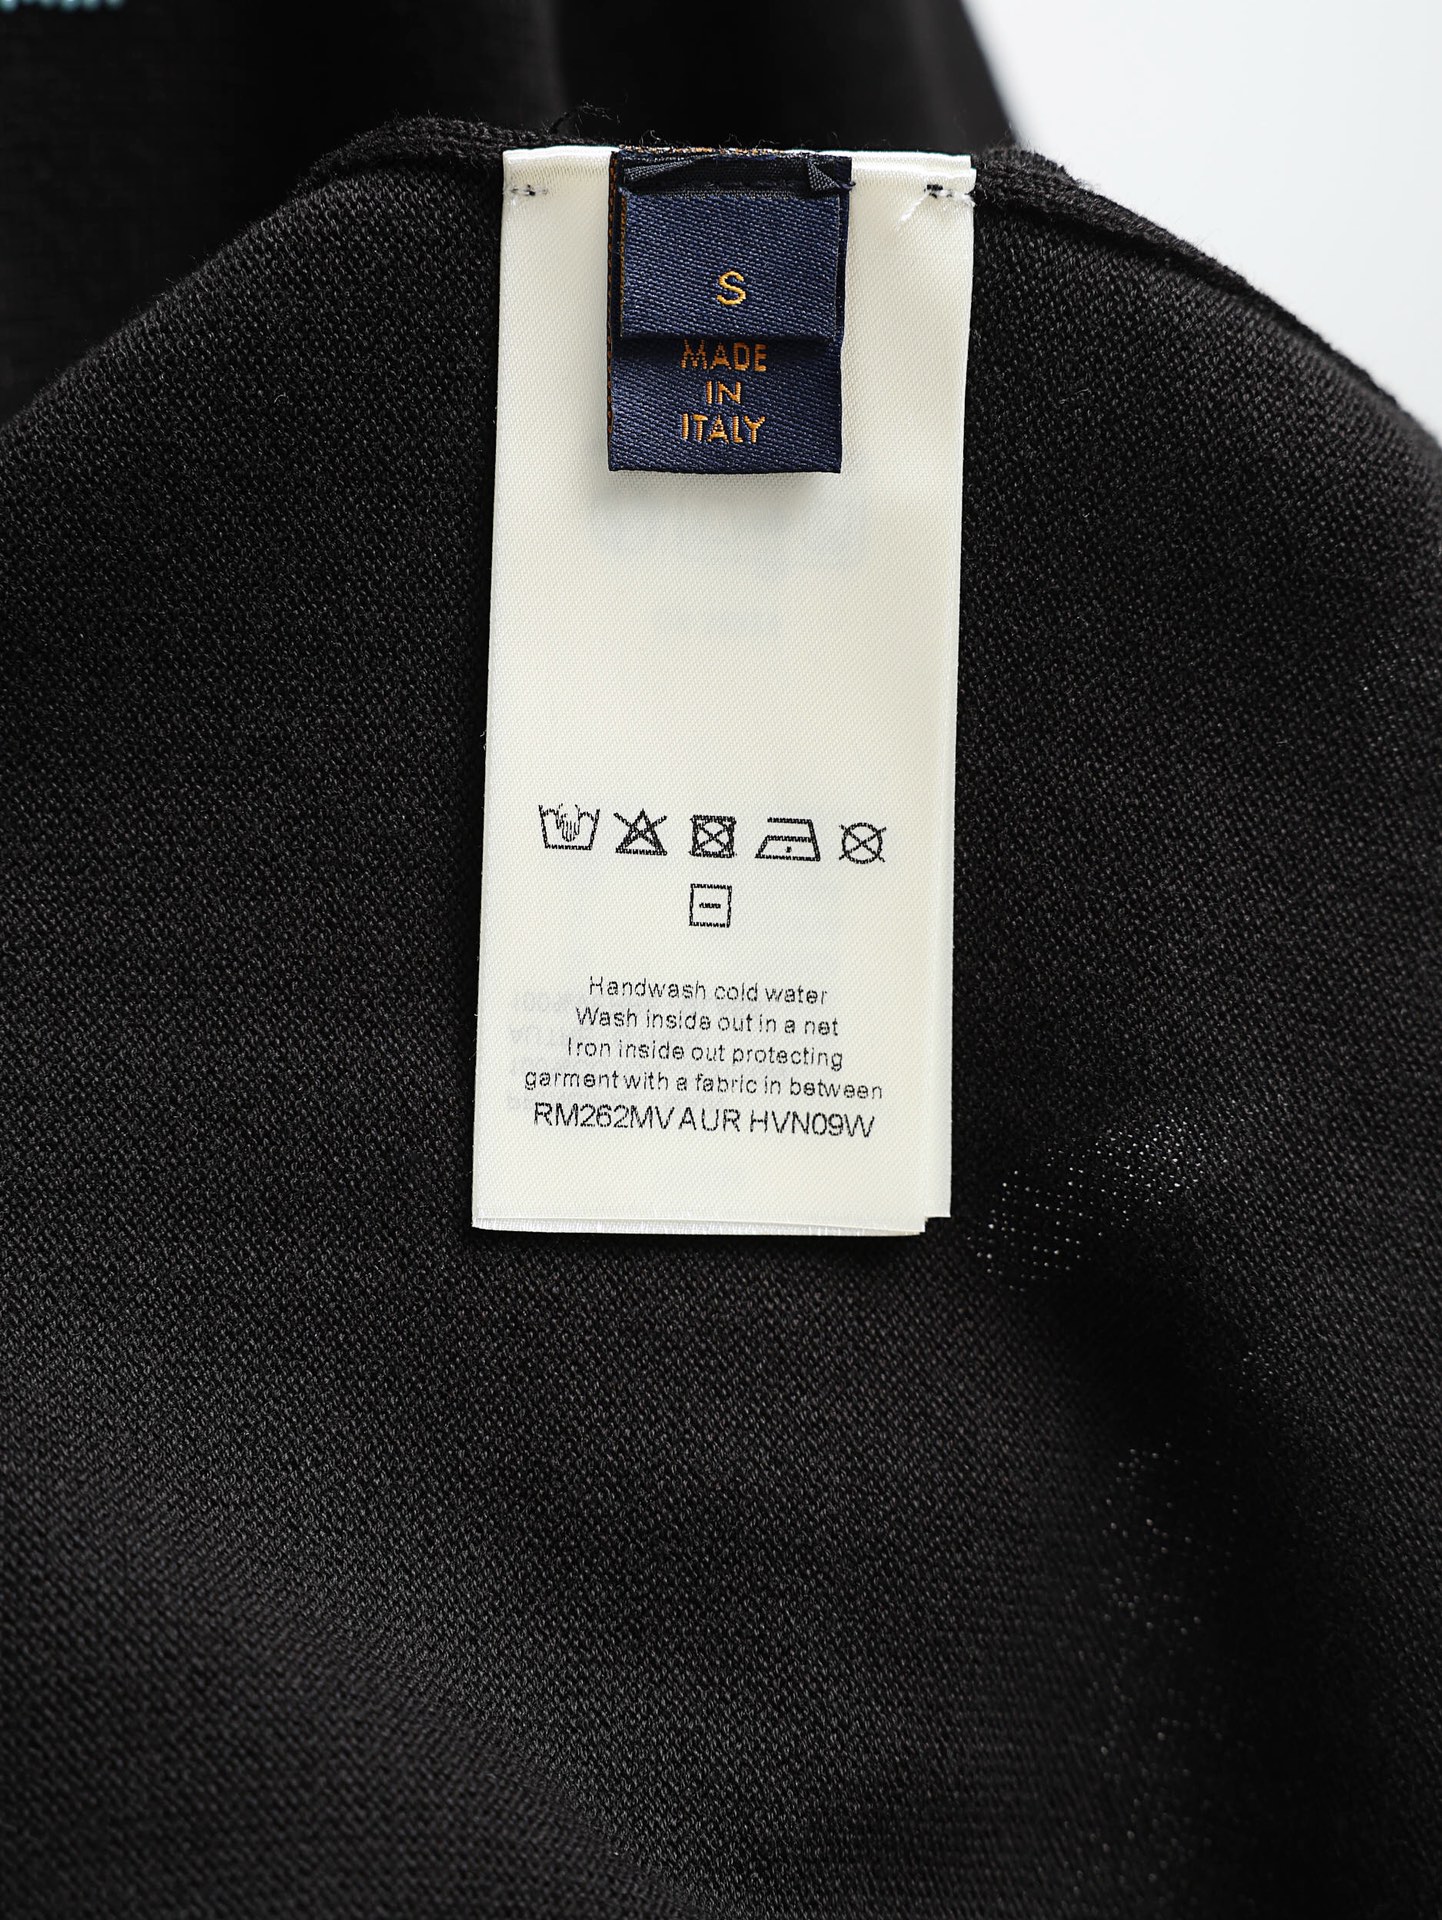 S
MADE
IN
ITALY
Handwash cold water
Wash inside out in a net
Iron inside out protecting
garment with a fabric in between
RM262MV AUR HVN09W